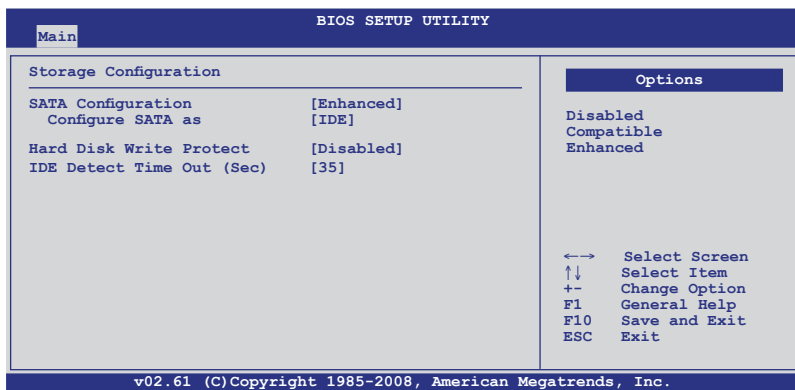 BIOS SETUP UTILITY
Main
Storage Configuration
SATA Configuration [Enhanced]
Configure SATA as [IDE]
Hard Disk Write Protect [Disabled]
IDE Detect Time Out (Sec) [35]
Options
Disabled
Compatible
Enhanced
←→ Select Screen
↑↓ Select Item
+- Change Option
F1 General Help
F10 Save and Exit
ESC Exit
v02.61 (C)Copyright 1985-2008, American Megatrends, Inc.